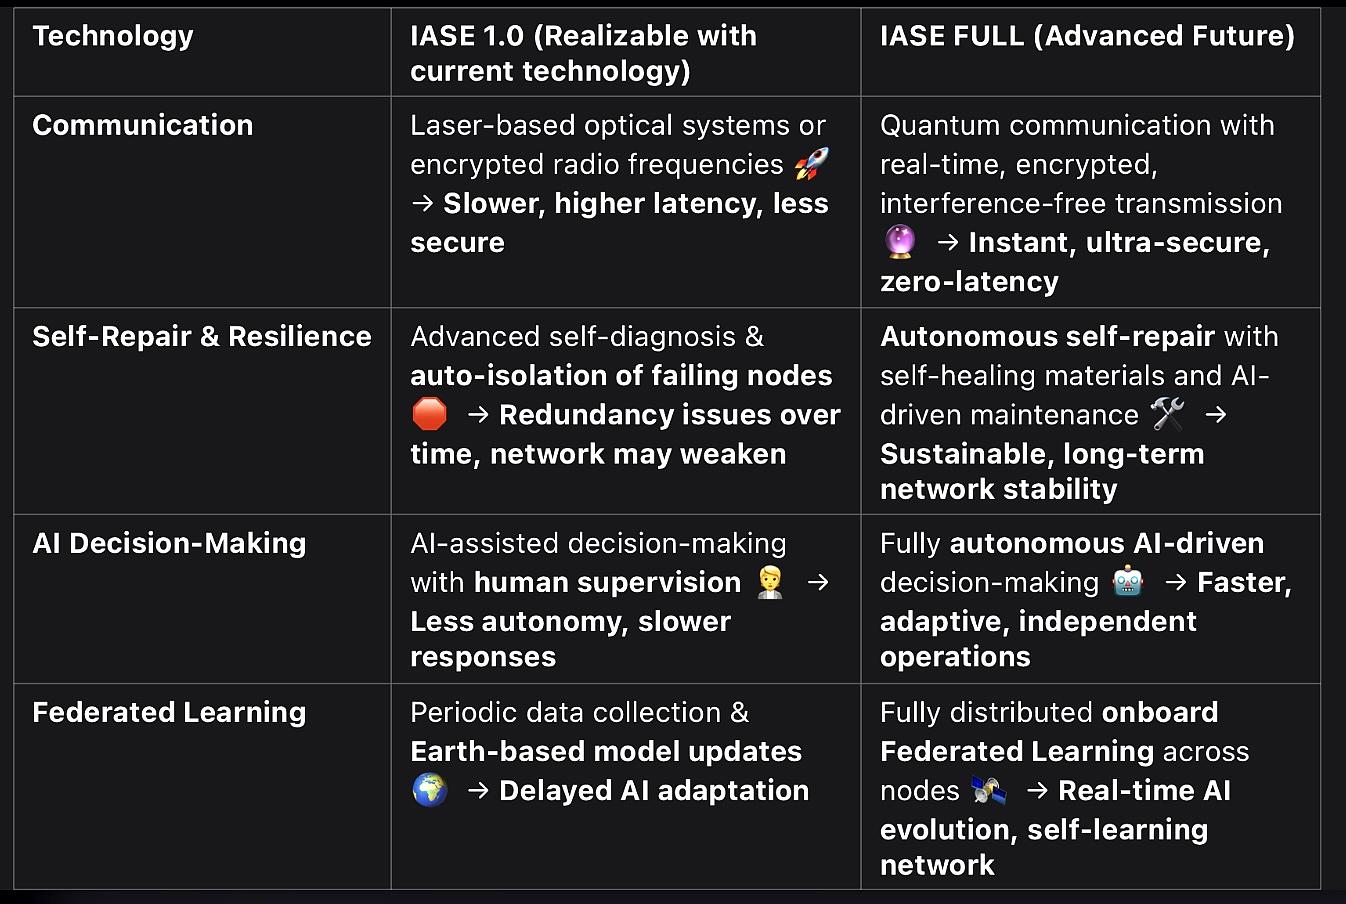 Technology
IASE 1.0 (Realizable with
current technology)
IASE FULL (Advanced Future)
Communication
Laser-based optical systems or
encrypted radio frequencies 🚀
→ Slower, higher latency, less
secure
Quantum communication with
real-time, encrypted,
interference-free transmission
🔮 → Instant, ultra-secure,
zero-latency
Self-Repair & Resilience
Advanced self-diagnosis &
auto-isolation of failing nodes
🛑 → Redundancy issues over
time, network may weaken
Autonomous self-repair with
self-healing materials and AI-
driven maintenance 🛠 →
Sustainable, long-term
network stability
AI Decision-Making
AI-assisted decision-making
with human supervision 🧑‍💼 →
Less autonomy, slower
responses
Fully autonomous AI-driven
decision-making 🤖 → Faster,
adaptive, independent
operations
Federated Learning
Periodic data collection &
Earth-based model updates
🌍 → Delayed AI adaptation
Fully distributed onboard
Federated Learning across
nodes 🛰 → Real-time AI
evolution, self-learning
network